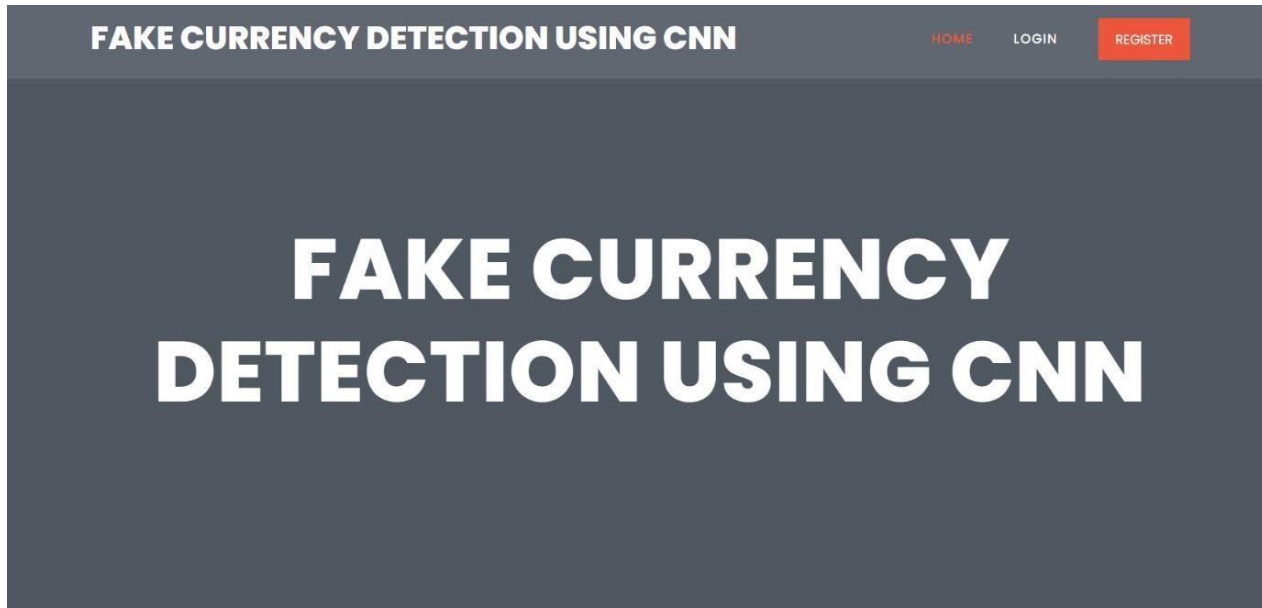 FAKE CURRENCY DETECTION USING CNN
HOME
LOGIN
REGISTER
FAKE CURRENCY
DETECTION USING CNN